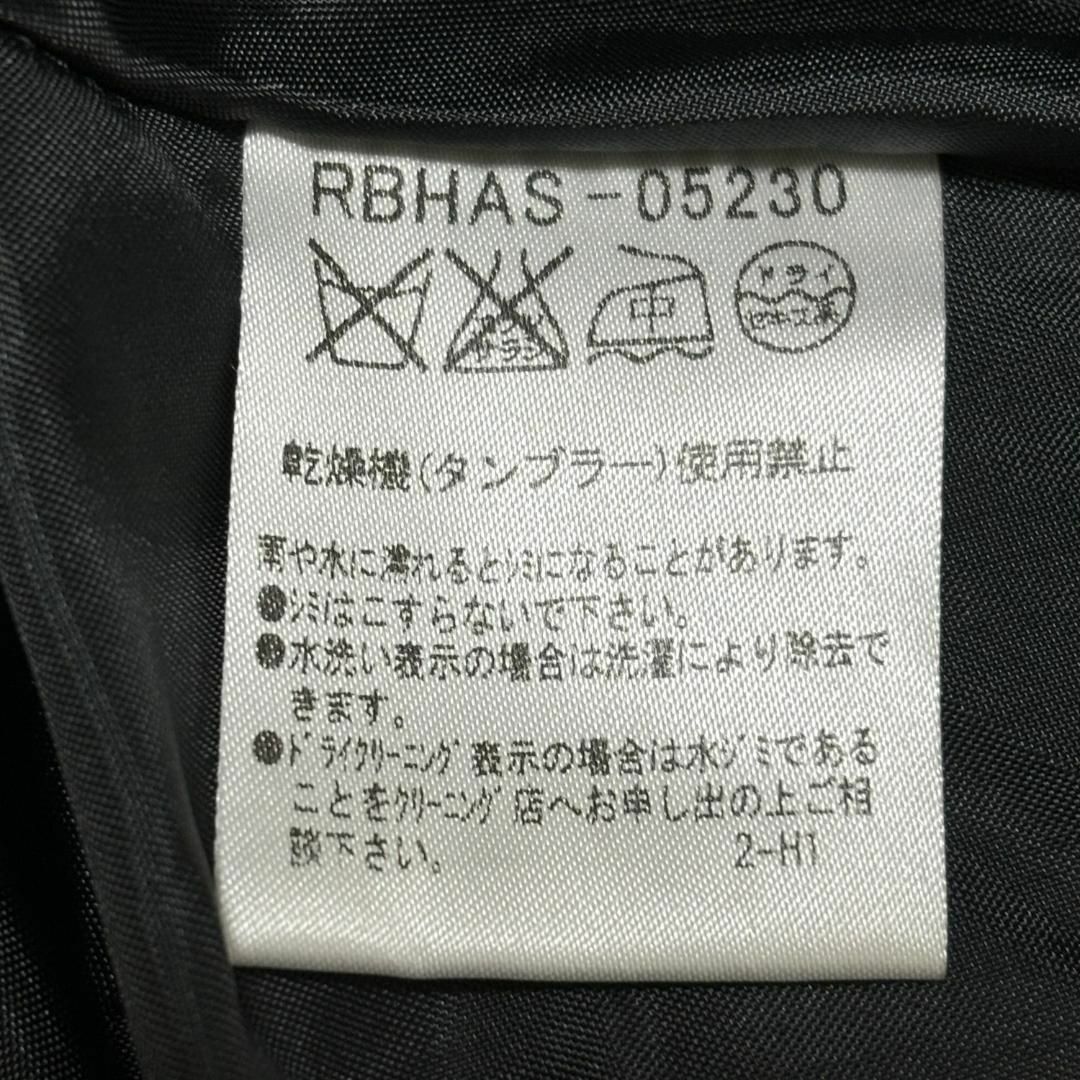 RBHAS-05230
エンソサラシ
中
ドライ
セキユ系
乾燥機(タンブラー)使用禁止
雨や水に濡れるとシミになることがあります。
●シミはこすらないで下さい。
●水洗い表示の場合は洗濯により除去で
きます。
●ドライクリーニング表示の場合は水ジミである
ことをクリーニング店へお申し出の上ご相
談下さい。 2-H1